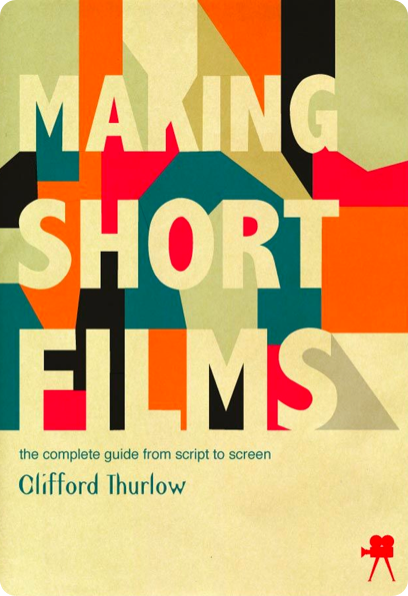 MAKING
SHORT
FILMS
the complete guide from script to screen
Clifford Thurlow